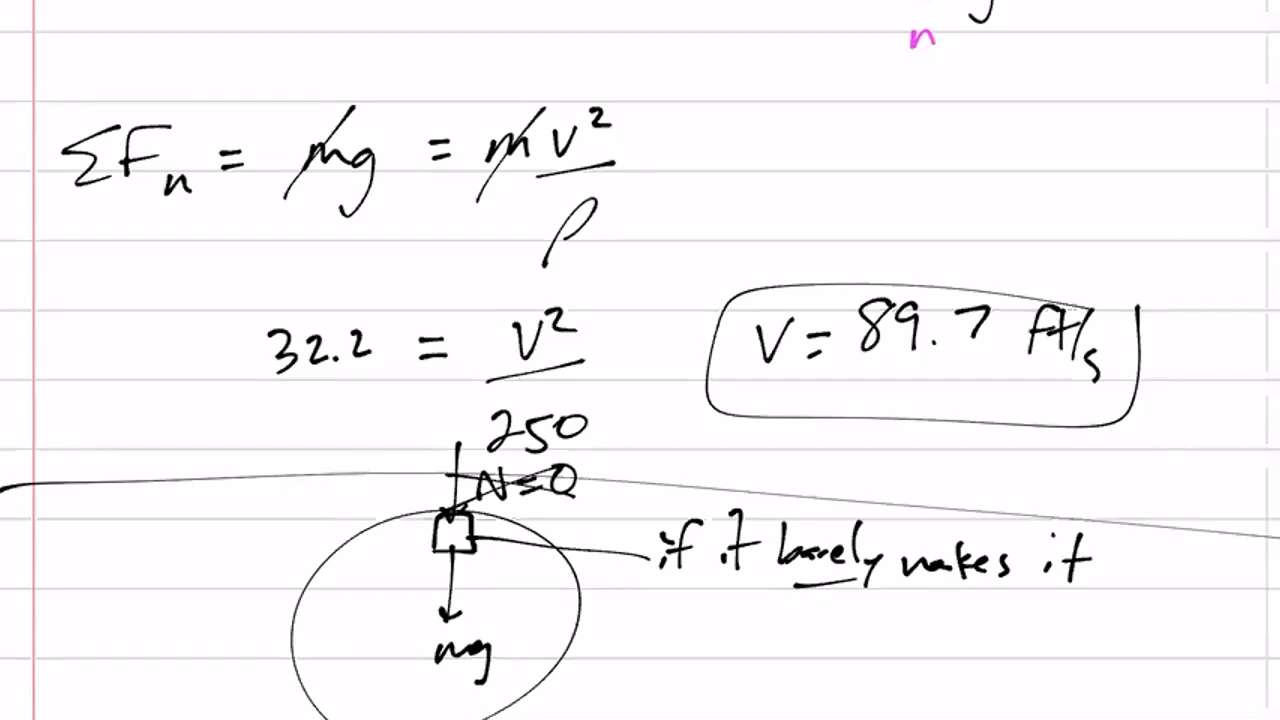 n
ΣFn = mg = mv²/ρ
32.2 = v²/250
V = 89.7 ft/s
N=0
if it barely makes it
mg